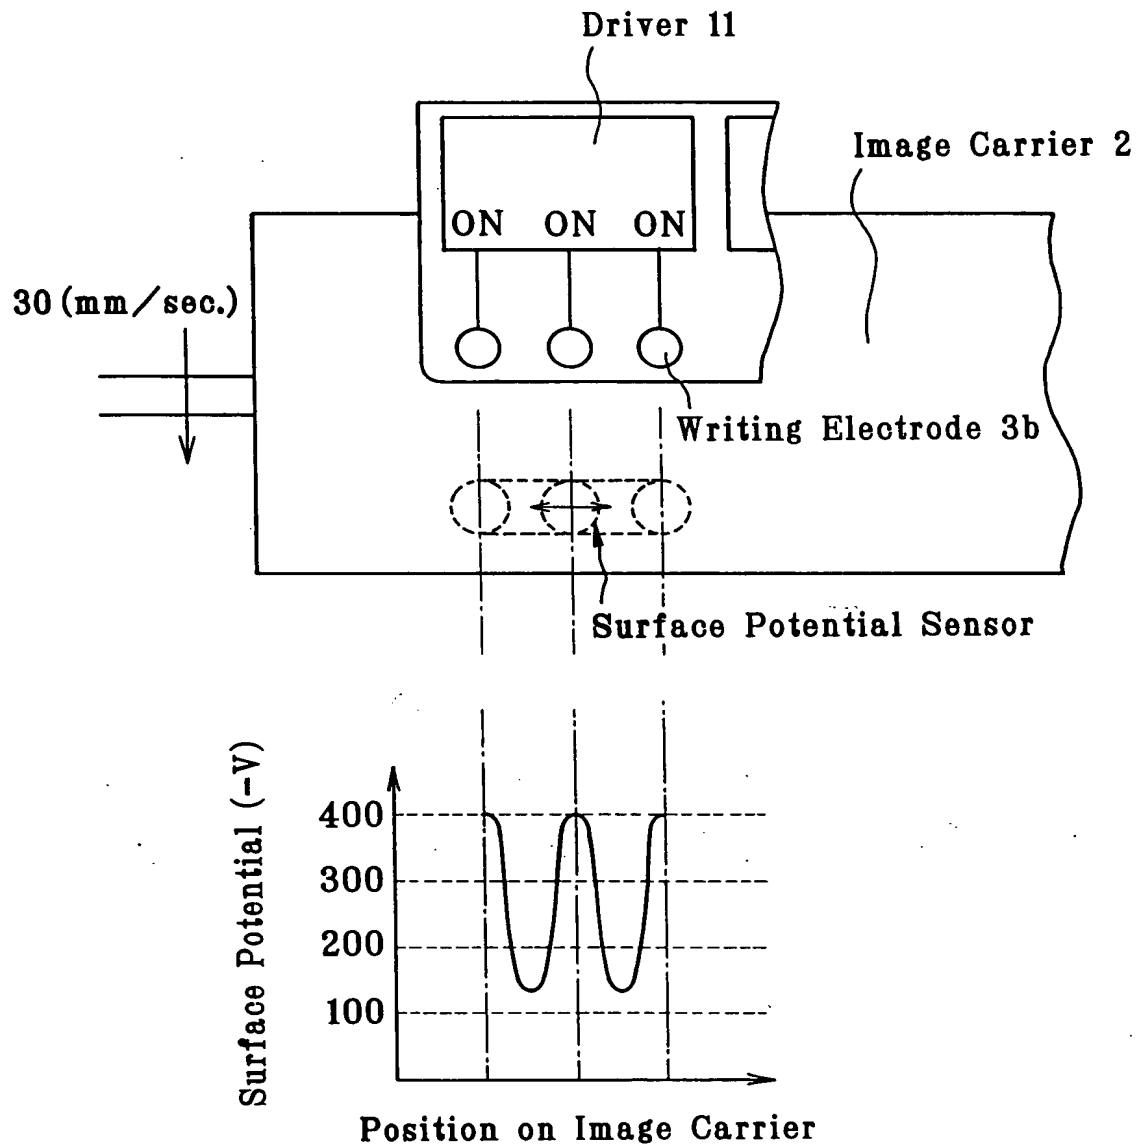 Driver 11
Image Carrier 2
ON ON ON
30 (mm/sec.)
Writing Electrode 3b
Surface Potential Sensor
Surface Potential (-V)
400
300
200
100
0
Position on Image Carrier